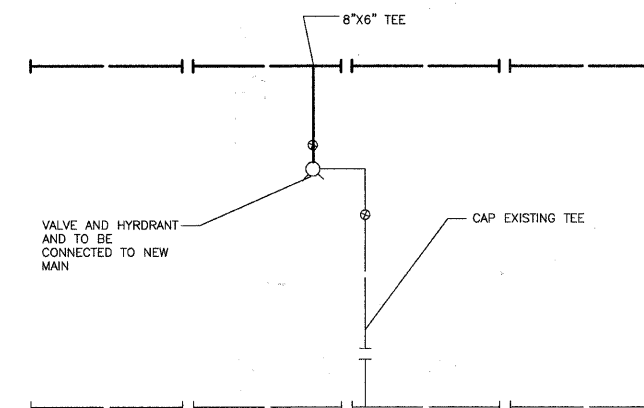 8"X6" TEE
VALVE AND HYRDRANT
AND TO BE
CONNECTED TO NEW
MAIN
CAP EXISTING TEE